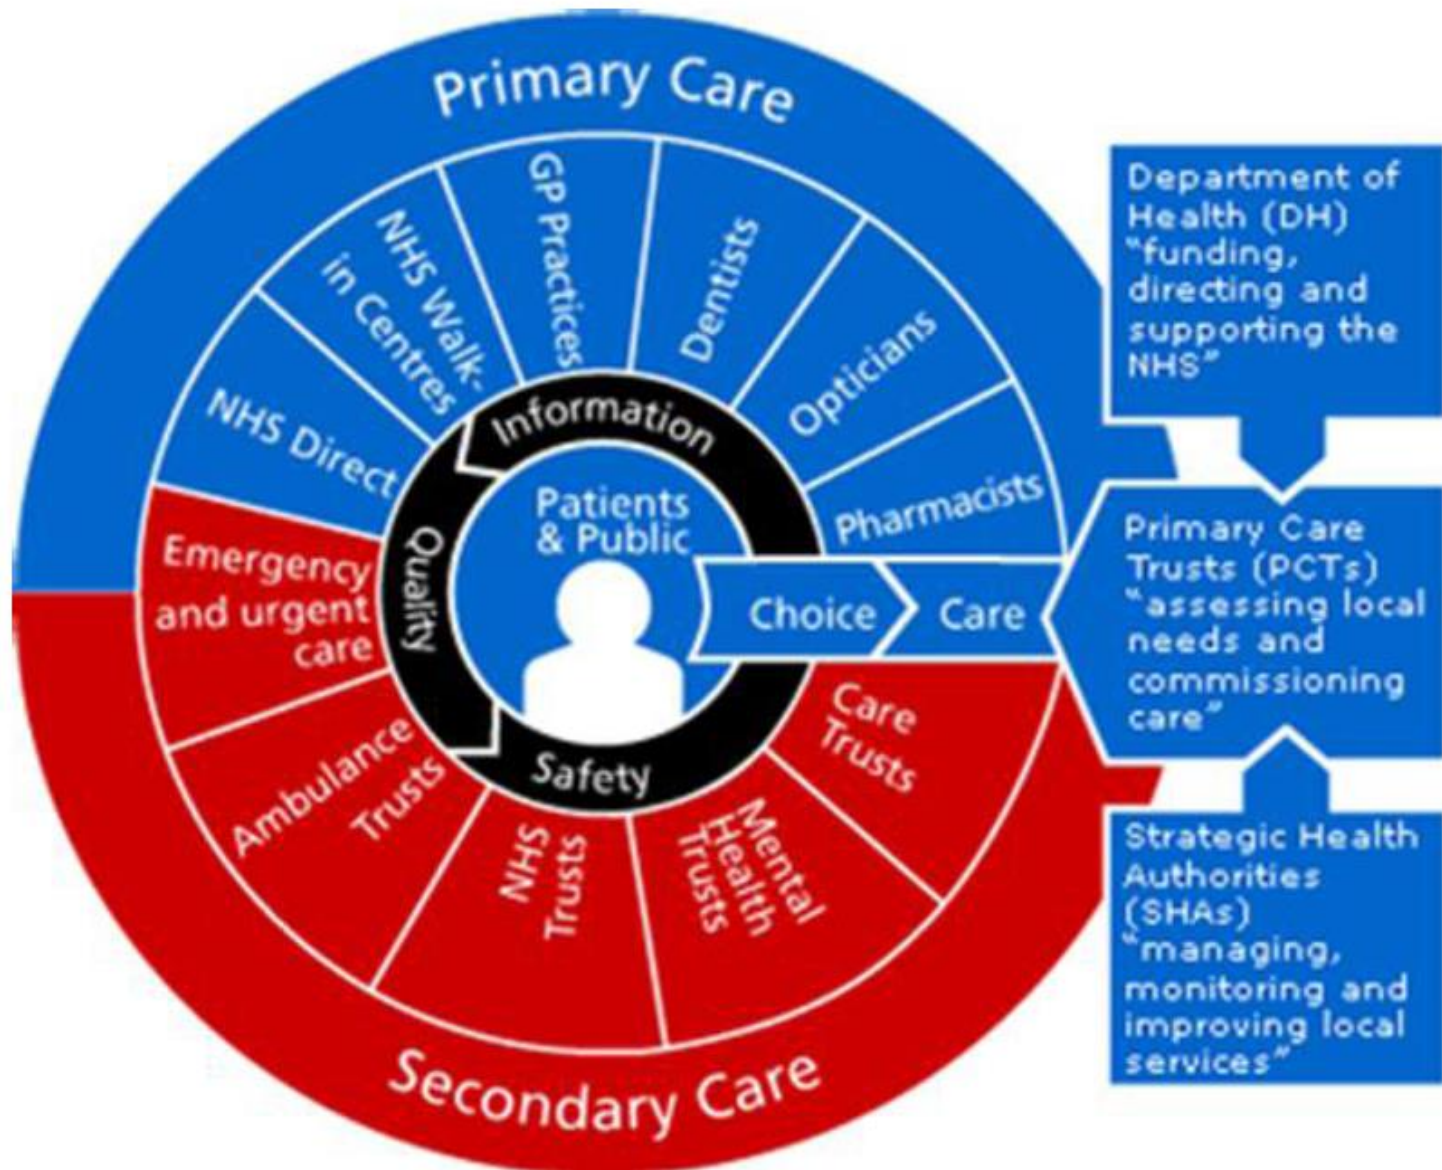 Primary Care
NHS Direct
NHS Walk-
in Centres
GP Practices
Dentists
Opticians
Pharmacists
Information
Quality
Safety
Patients
& Public
Choice
Care
Emergency
and urgent
care
Ambulance
Trusts
NHS
Trusts
Mental
Health
Trusts
Care
Trusts
Secondary Care
Department of
Health (DH)
"funding,
directing and
supporting the
NHS"
Primary Care
Trusts (PCTs)
"assessing local
needs and
commissioning
care"
Strategic Health
Authorities
(SHAs)
"managing,
monitoring and
improving local
services"